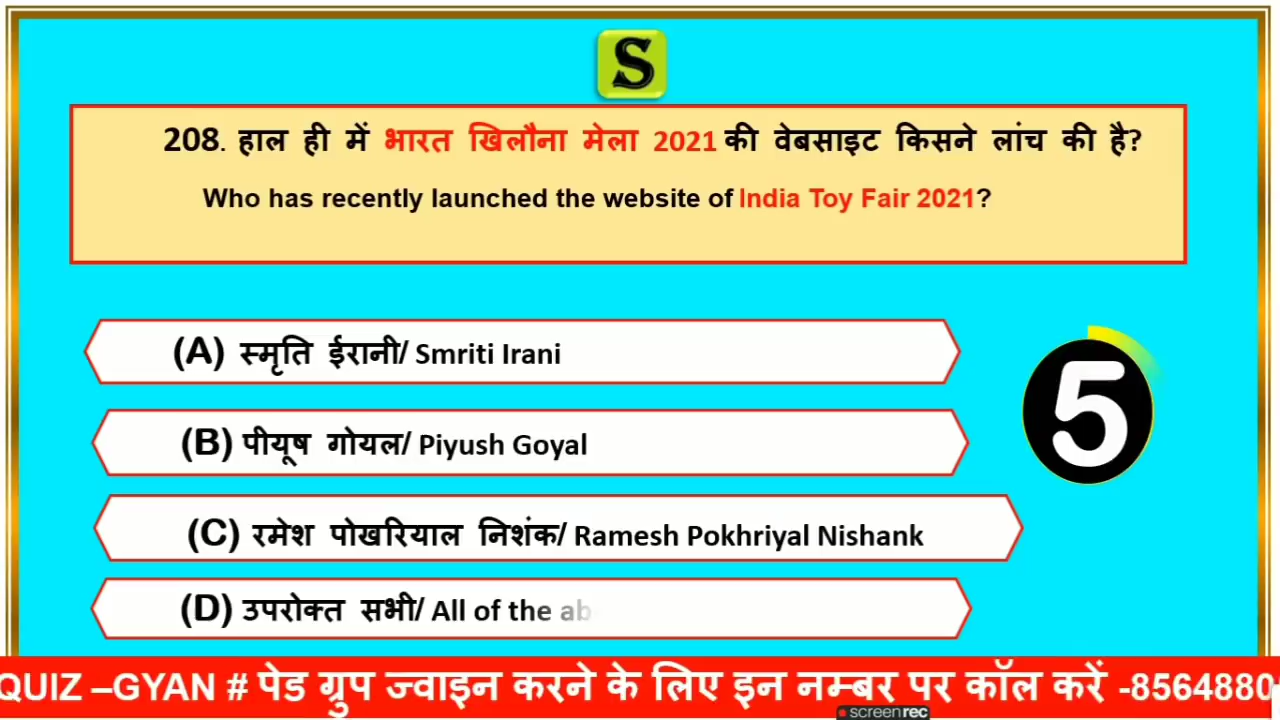 S
208. हाल ही में भारत खिलौना मेला 2021 की वेबसाइट किसने लांच की है?
Who has recently launched the website of India Toy Fair 2021?
(A) स्मृति ईरानी/ Smriti Irani
(B) पीयूष गोयल/ Piyush Goyal
5
(C) रमेश पोखरियाल निशंक/ Ramesh Pokhriyal Nishank
(D) उपरोक्त सभी/ All of the ab
QUIZ –GYAN # पेड ग्रुप ज्वाइन करने के लिए इन नम्बर पर कॉल करें -8564880
screenrec